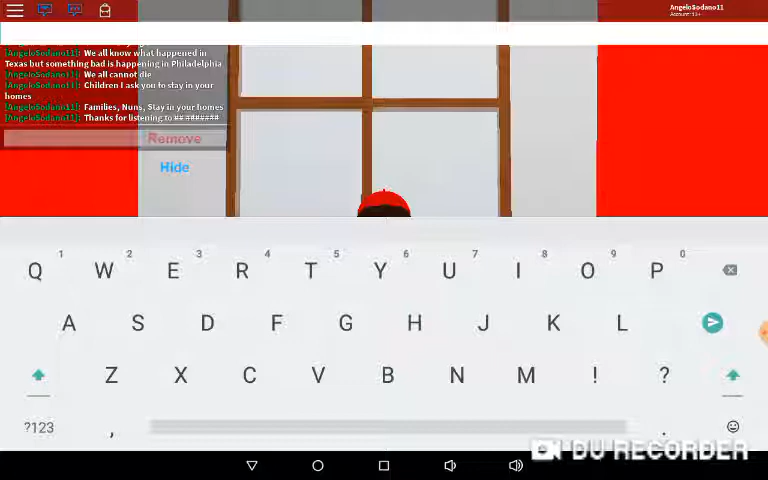 AngeloSodano11
Account: 13+
[AngeloSodano11]: We all know what happened in
Texas but something bad is happening in Philadelphia
[AngeloSodano11]: We all cannot die
[AngeloSodano11]: Children I ask you to stay in your
homes
[AngeloSodano11]: Families, Nuns, Stay in your homes
[AngeloSodano11]: Thanks for listening to ## ########
Remove
Hide
1 2 3 4 5 6 7 8 9 0
Q W E R T Y U I O P
A S D F G H J K L
Z X C V B N M ! ?
?123 , .
DU RECORDER